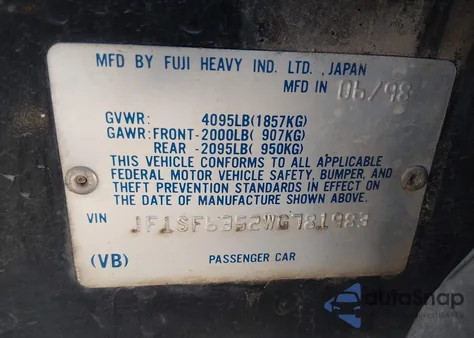 MFD BY FUJI HEAVY IND. LTD., JAPAN
MFD IN 06/98
GVWR: 4095LB(1857KG)
GAWR: FRONT-2000LB( 907KG)
REAR -2095LB( 950KG)
THIS VEHICLE CONFORMS TO ALL APPLICABLE
FEDERAL MOTOR VEHICLE SAFETY, BUMPER, AND
THEFT PREVENTION STANDARDS IN EFFECT ON
THE DATE OF MANUFACTURE SHOWN ABOVE.
VIN JF1SF6352WG781983
(VB) PASSENGER CAR
autoSnap